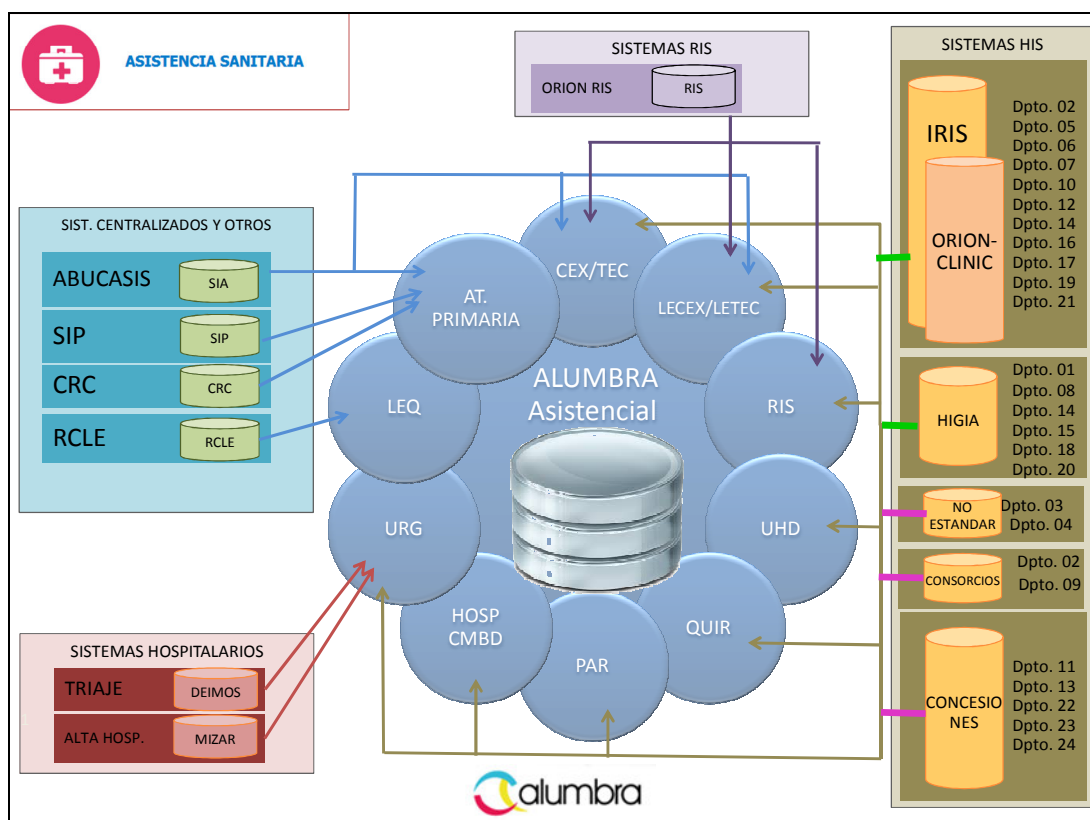 ASISTENCIA SANITARIA
SISTEMAS RIS
ORION RIS
RIS
SIST. CENTRALIZADOS Y OTROS
ABUCASIS
SIA
SIP
SIP
CRC
CRC
RCLE
RCLE
SISTEMAS HOSPITALARIOS
TRIAJE
DEIMOS
ALTA HOSP.
MIZAR
CEX/TEC
AT.
PRIMARIA
LECEX/LETEC
LEQ
ALUMBRA
Asistencial
RIS
URG
UHD
HOSP
CMBD
QUIR
PAR
alumbra
SISTEMAS HIS
IRIS
ORION-
CLINIC
Dpto. 02
Dpto. 05
Dpto. 06
Dpto. 07
Dpto. 10
Dpto. 12
Dpto. 14
Dpto. 16
Dpto. 17
Dpto. 19
Dpto. 21
HIGIA
Dpto. 01
Dpto. 08
Dpto. 14
Dpto. 15
Dpto. 18
Dpto. 20
NO
ESTANDAR
Dpto. 03
Dpto. 04
CONSORCIOS
Dpto. 02
Dpto. 09
CONCESIO
NES
Dpto. 11
Dpto. 13
Dpto. 22
Dpto. 23
Dpto. 24